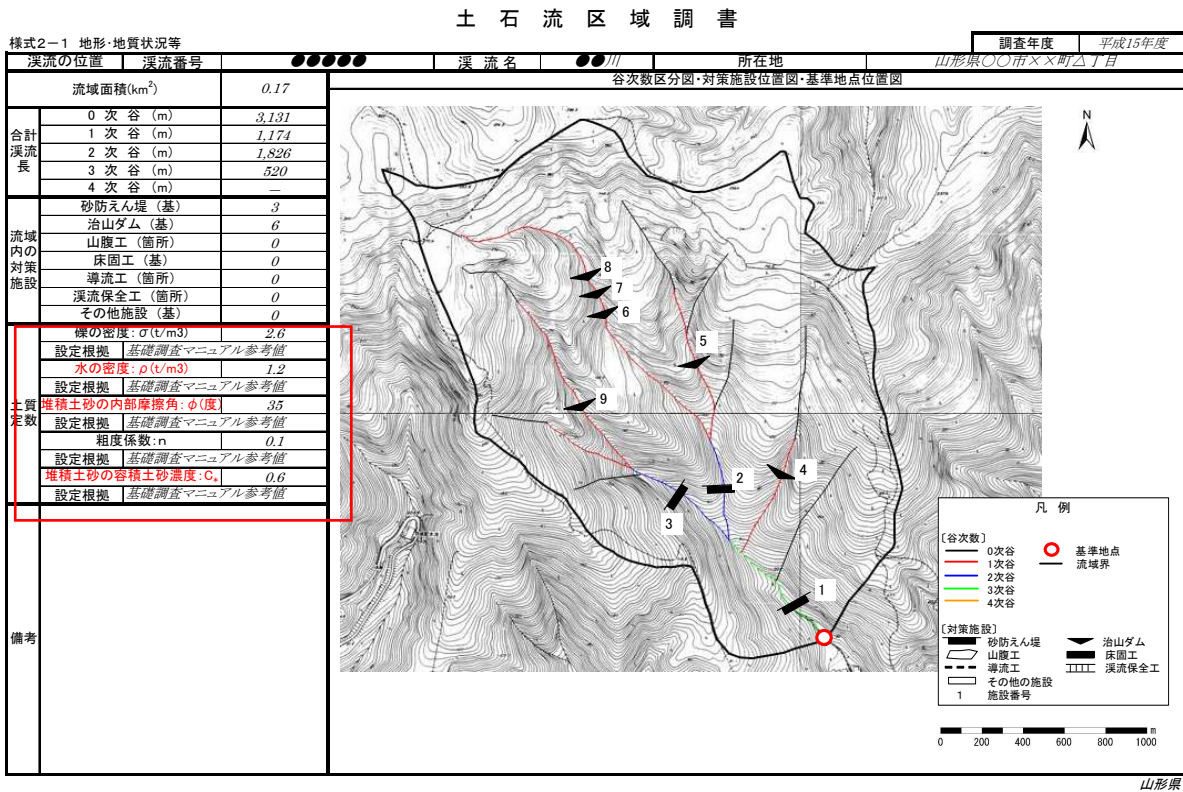 土石流区域調書
様式2－1 地形・地質状況等
調査年度 平成15年度
渓流の位置 渓流番号 ●●●●● 渓流名 ●●川 所在地 山形県〇〇市××町△丁目
流域面積(km²) 0.17
谷次数区分図・対策施設位置図・基準地点位置図
合計渓流長
0次谷（m） 3,131
1次谷（m） 1,174
2次谷（m） 1,826
3次谷（m） 520
4次谷（m） －
流域内の対策施設
砂防えん堤（基） 3
治山ダム（基） 6
山腹工（箇所） 0
床固工（基） 0
導流工（箇所） 0
渓流保全工（箇所） 0
その他施設（基） 0
土質定数
礫の密度：σ(t/m3) 2.6
設定根拠 基礎調査マニュアル参考値
水の密度：ρ(t/m3) 1.2
設定根拠 基礎調査マニュアル参考値
堆積土砂の内部摩擦角：φ(度) 35
設定根拠 基礎調査マニュアル参考値
粗度係数：n 0.1
設定根拠 基礎調査マニュアル参考値
堆積土砂の容積土砂濃度：C* 0.6
設定根拠 基礎調査マニュアル参考値
備考
N
8
7
6
5
9
4
2
3
1
凡例
〔谷次数〕
0次谷 基準地点
1次谷 流域界
2次谷
3次谷
4次谷
〔対策施設〕
砂防えん堤 治山ダム
山腹工 床固工
導流工 渓流保全工
その他の施設
1 施設番号
0 200 400 600 800 1000 m
山形県